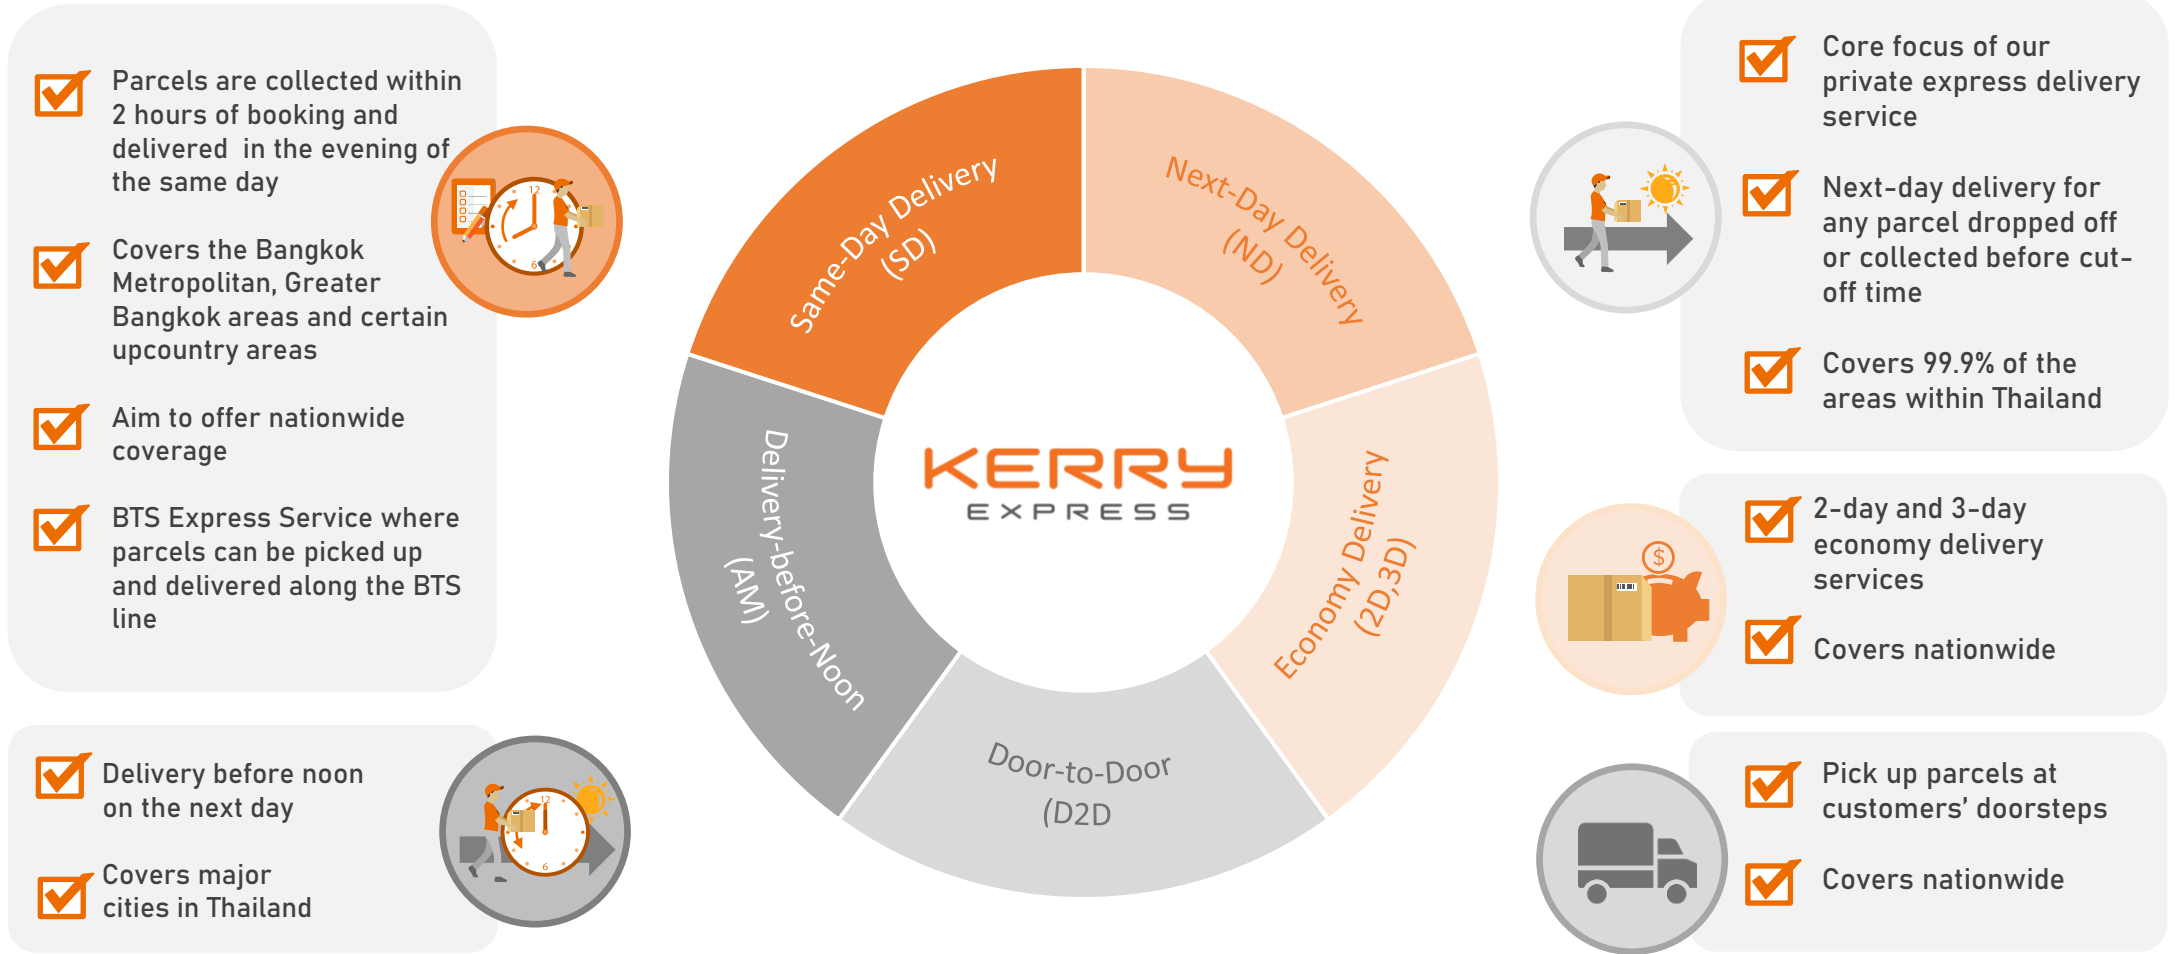 Parcels are collected within
2 hours of booking and
delivered in the evening of
the same day
Covers the Bangkok
Metropolitan, Greater
Bangkok areas and certain
upcountry areas
Aim to offer nationwide
coverage
BTS Express Service where
parcels can be picked up
and delivered along the BTS
line
12
6
Delivery before noon
on the next day
Covers major
cities in Thailand
12
6
Same-Day Delivery
(SD)
Next-Day Delivery
(ND)
Delivery-before-Noon
(AM)
Economy Delivery
(2D,3D)
Door-to-Door
(D2D
KERRY
EXPRESS
Core focus of our
private express delivery
service
Next-day delivery for
any parcel dropped off
or collected before cut-
off time
Covers 99.9% of the
areas within Thailand
$
2-day and 3-day
economy delivery
services
Covers nationwide
Pick up parcels at
customers’ doorsteps
Covers nationwide